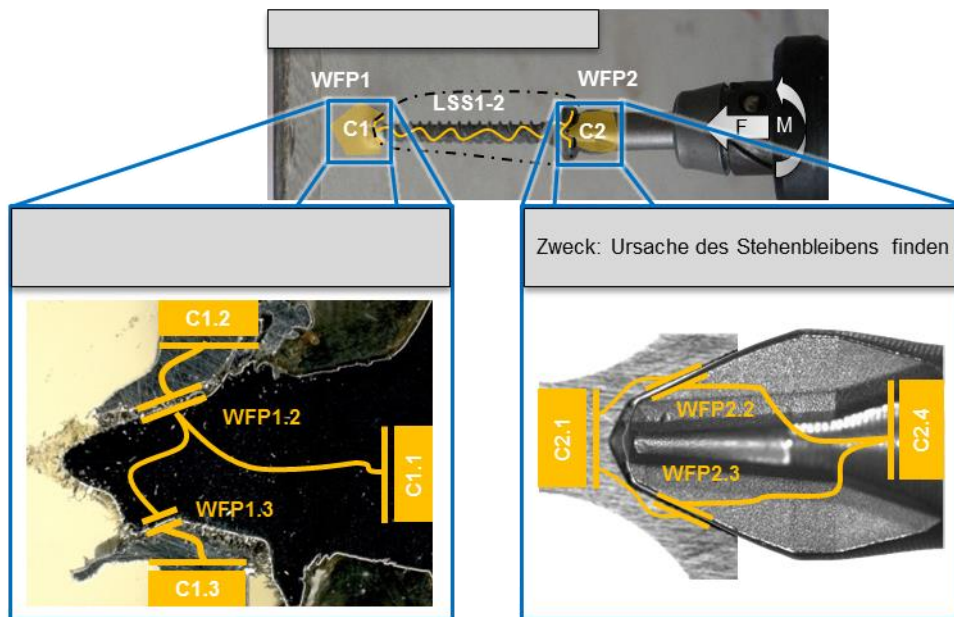 WFP1
WFP2
LSS1-2
C1
C2
F
M
Zweck: Ursache des Stehenbleibens finden
C1.2
WFP1.2
C1.1
WFP1.3
C1.3
C2.1
WFP2.2
WFP2.3
C2.4